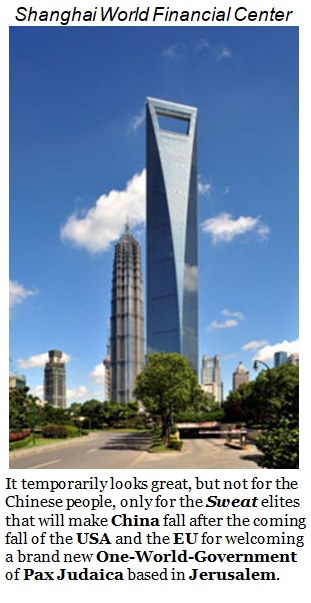 Shanghai World Financial Center
It temporarily looks great, but not for the
Chinese people, only for the Sweat elites
that will make China fall after the coming
fall of the USA and the EU for welcoming
a brand new One-World-Government
of Pax Judaica based in Jerusalem.